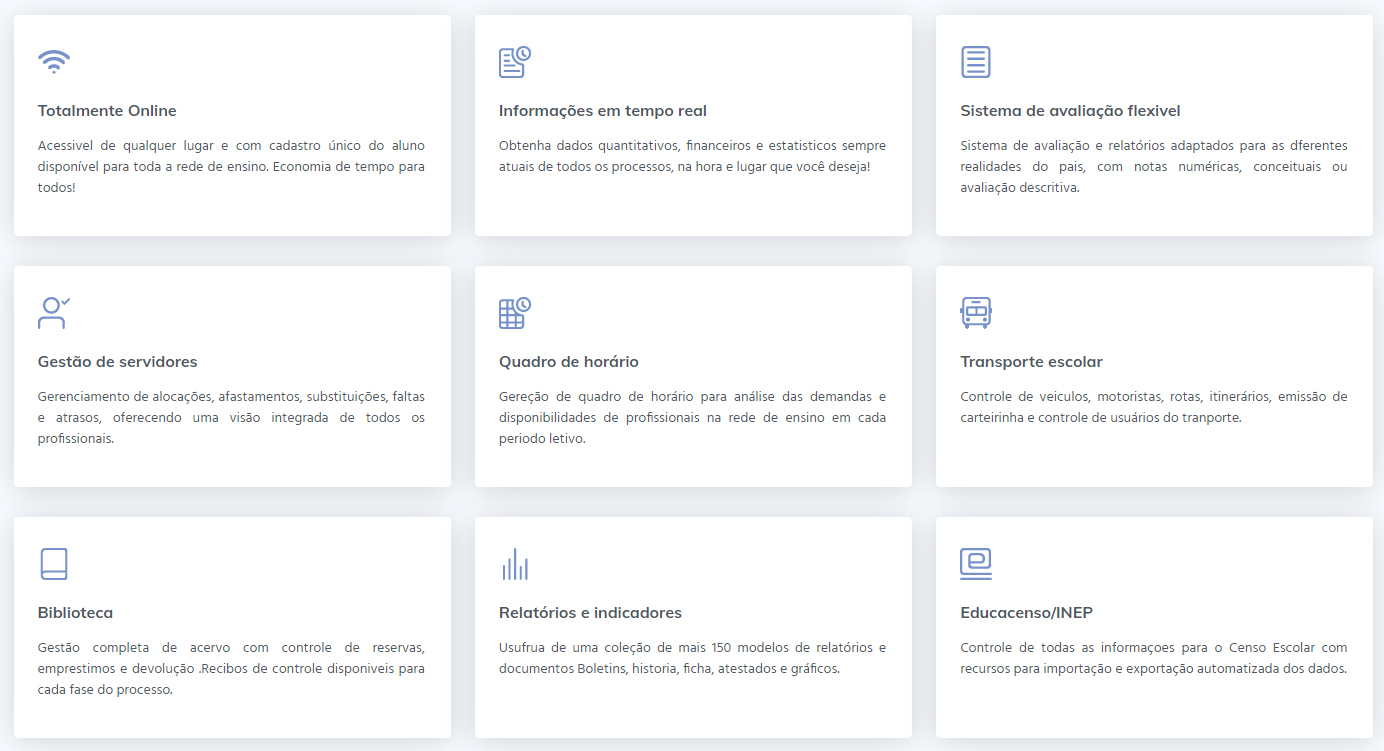 Totalmente Online
Acessivel de qualquer lugar e com cadastro único do aluno
disponível para toda a rede de ensino. Economia de tempo para
todos!
Informações em tempo real
Obtenha dados quantitativos, financeiros e estatisticos sempre
atuais de todos os processos, na hora e lugar que você deseja!
Sistema de avaliação flexivel
Sistema de avaliação e relatórios adaptados para as dferentes
realidades do pais, com notas numéricas, conceituais ou
avaliação descritiva.
Gestão de servidores
Gerenciamento de alocações, afastamentos, substituições, faltas
e atrasos, oferecendo uma visão integrada de todos os
profissionais.
Quadro de horário
Gereção de quadro de horário para análise das demandas e
disponibilidades de profissionais na rede de ensino em cada
periodo letivo.
Transporte escolar
Controle de veiculos, motoristas, rotas, itinerários, emissão de
carteirinha e controle de usuários do tranporte.
Biblioteca
Gestão completa de acervo com controle de reservas,
emprestimos e devolução .Recibos de controle disponiveis para
cada fase do processo.
Relatórios e indicadores
Usufrua de uma coleção de mais 150 modelos de relatórios e
documentos Boletins, historia, ficha, atestados e gráficos.
Educacenso/INEP
Controle de todas as informaçoes para o Censo Escolar com
recursos para importação e exportação automatizada dos dados.